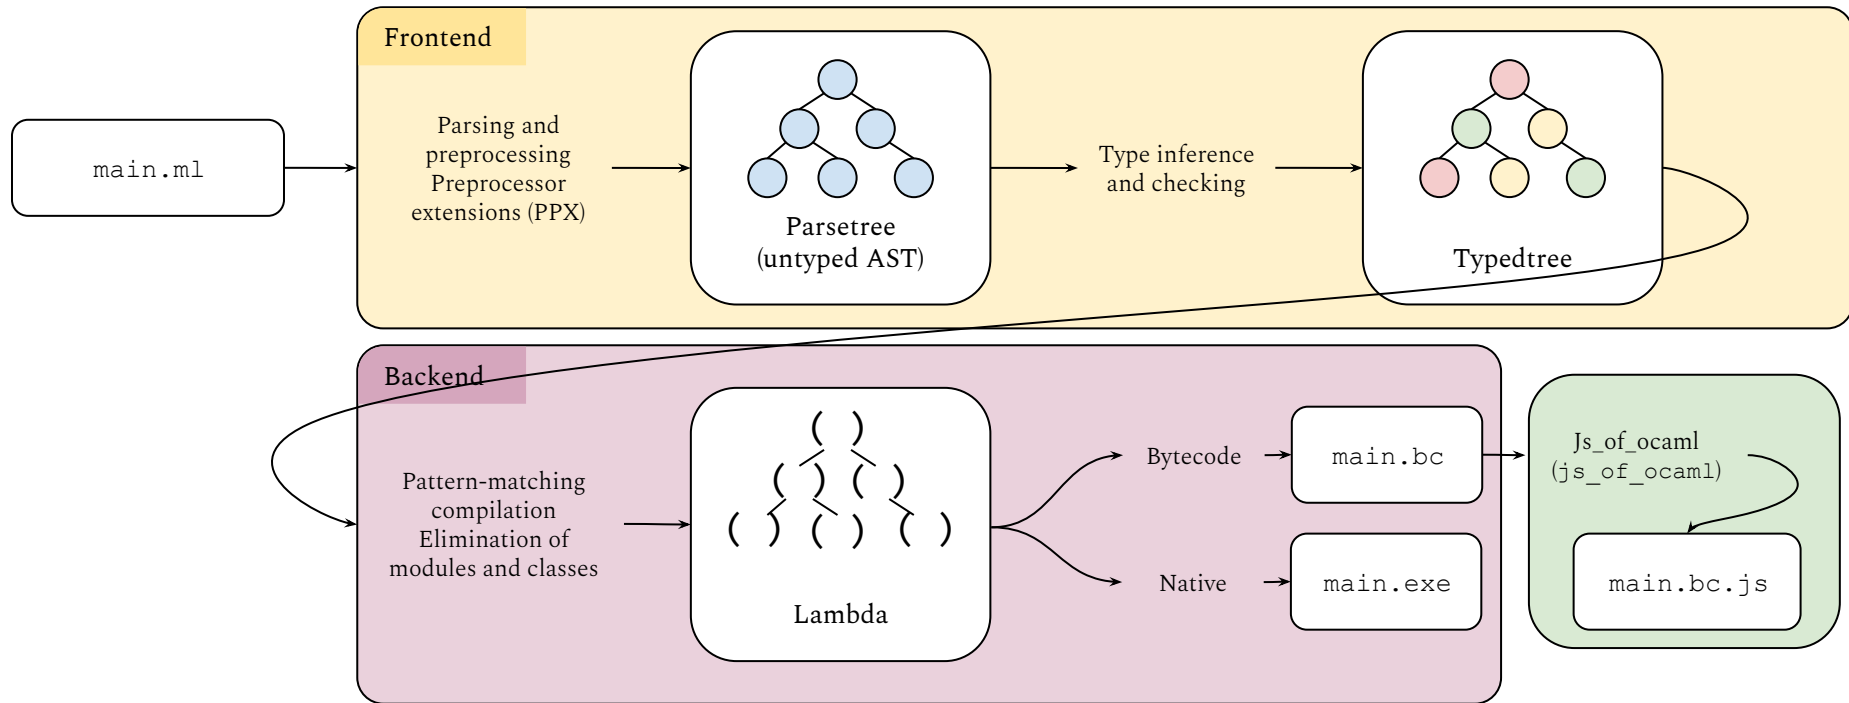 Frontend
main.ml
Parsing and
preprocessing
Preprocessor
extensions (PPX)
Parsetree
(untyped AST)
Type inference
and checking
Typedtree
Backend
Pattern-matching
compilation
Elimination of
modules and classes
( )
( ) ( )
( ) ( ) ( )
Lambda
Bytecode
main.bc
Native
main.exe
Js_of_ocaml
(js_of_ocaml)
main.bc.js